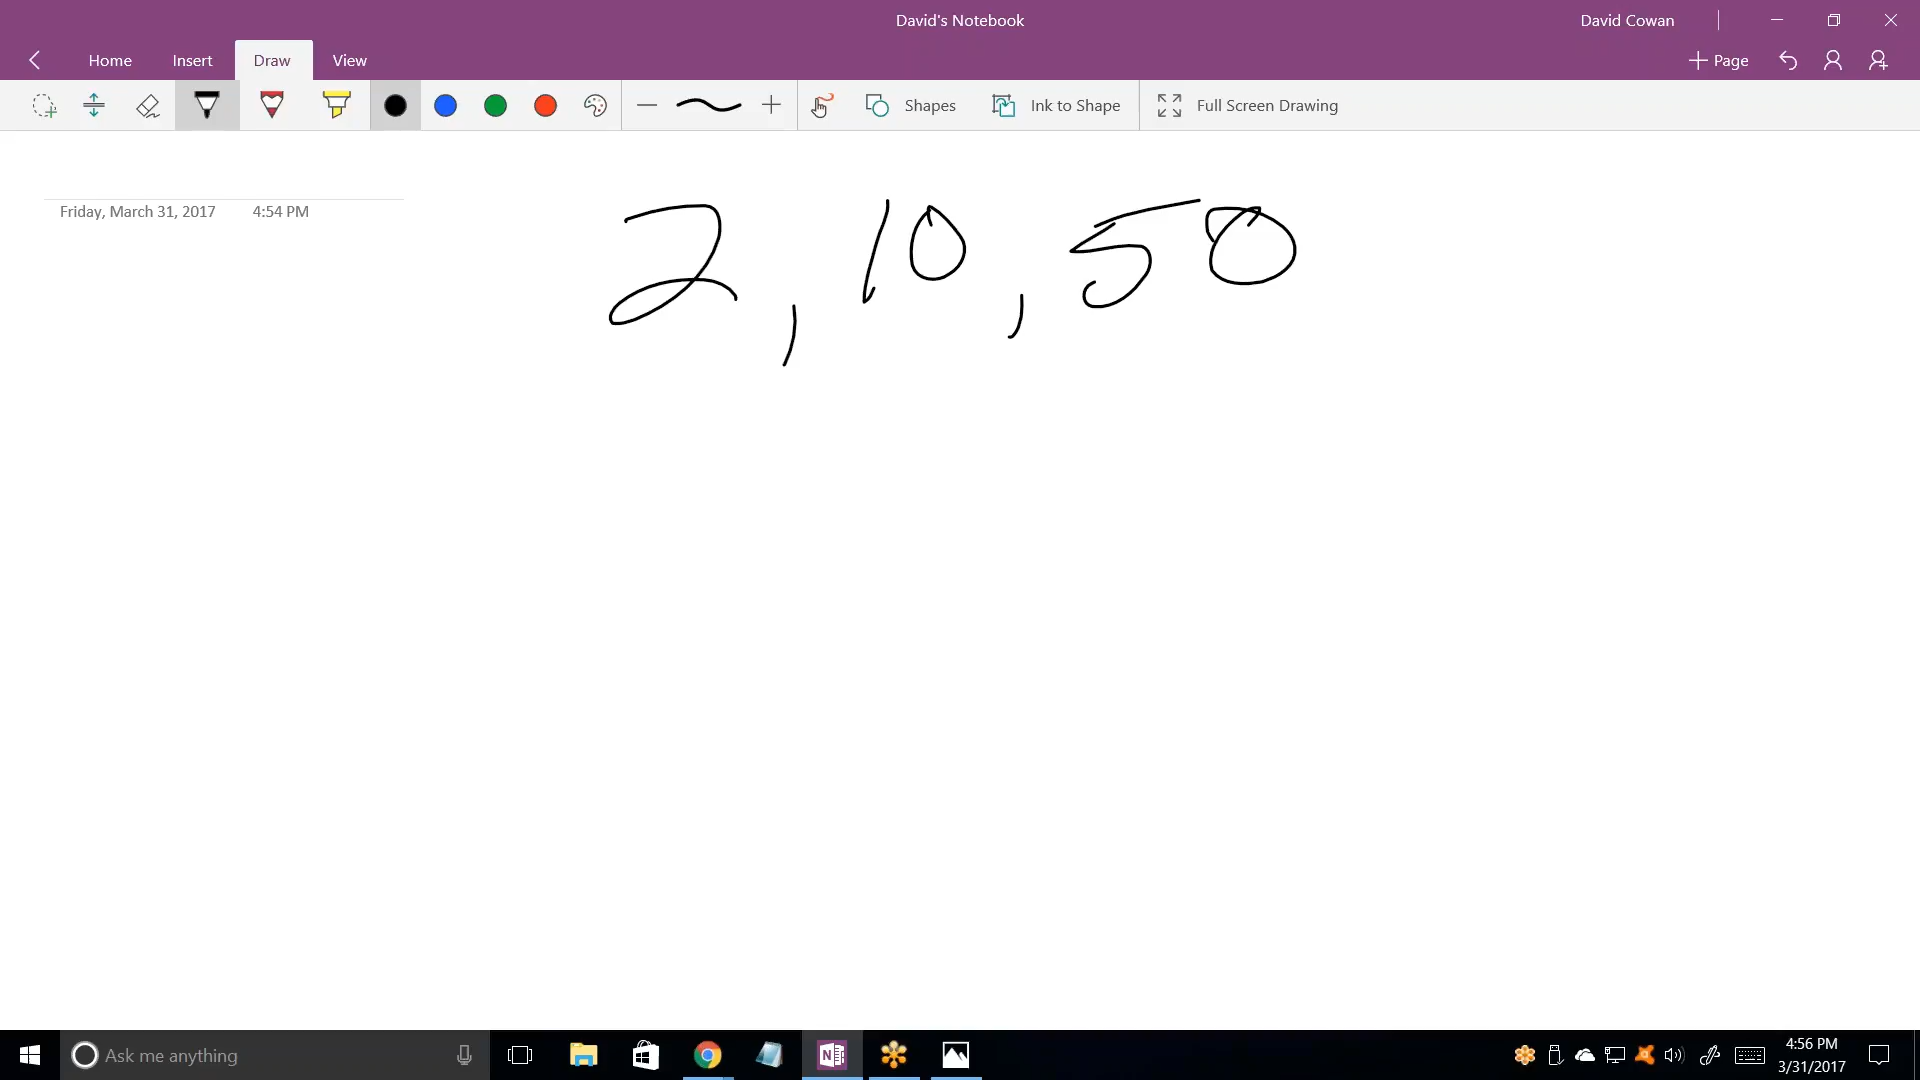 David's Notebook
David Cowan
Home Insert Draw View
Page
Shapes Ink to Shape Full Screen Drawing
Friday, March 31, 2017 4:54 PM
2, 10, 50
Ask me anything
4:56 PM
3/31/2017